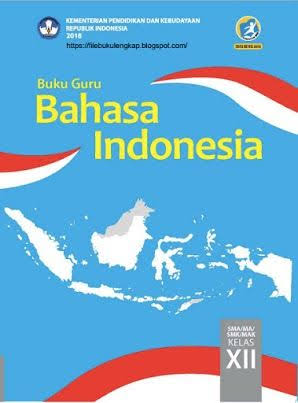 KEMENTERIAN PENDIDIKAN DAN KEBUDAYAAN
REPUBLIK INDONESIA
2018
https://filebukulengkap.blogspot.com/
Buku Guru
Bahasa
Indonesia
SMA/MA/
SMK/MAK
KELAS
XII